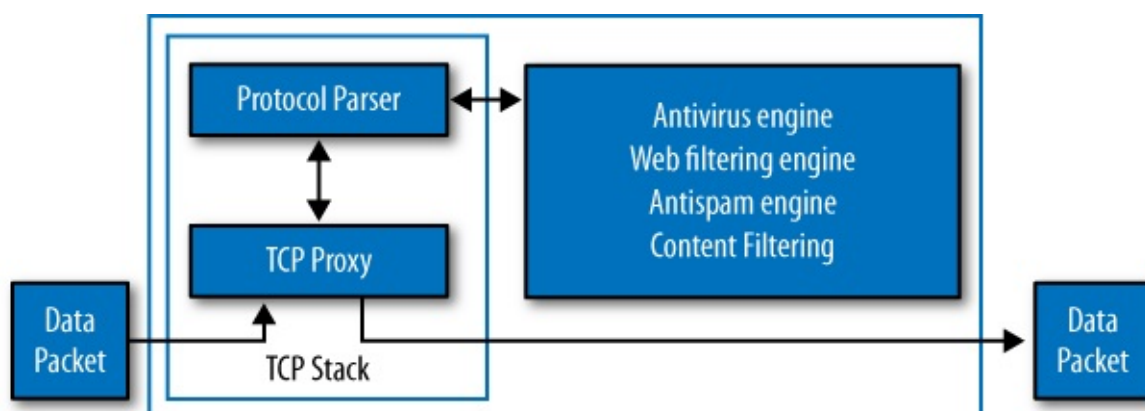 Protocol Parser
TCP Proxy
TCP Stack
Antivirus engine
Web filtering engine
Antispam engine
Content Filtering
Data
Packet
Data
Packet